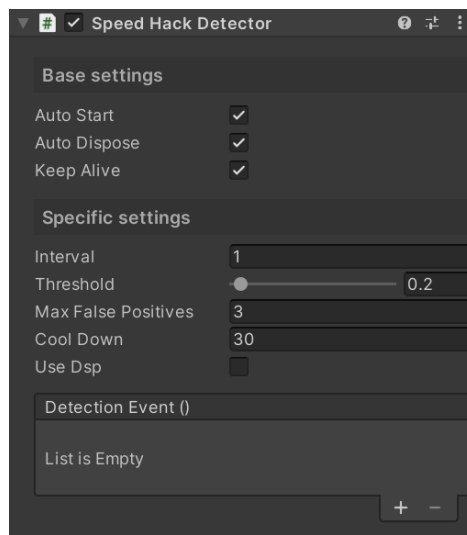 Speed Hack Detector
Base settings
Auto Start
Auto Dispose
Keep Alive
Specific settings
Interval 1
Threshold 0.2
Max False Positives 3
Cool Down 30
Use Dsp
Detection Event ()
List is Empty
+ −